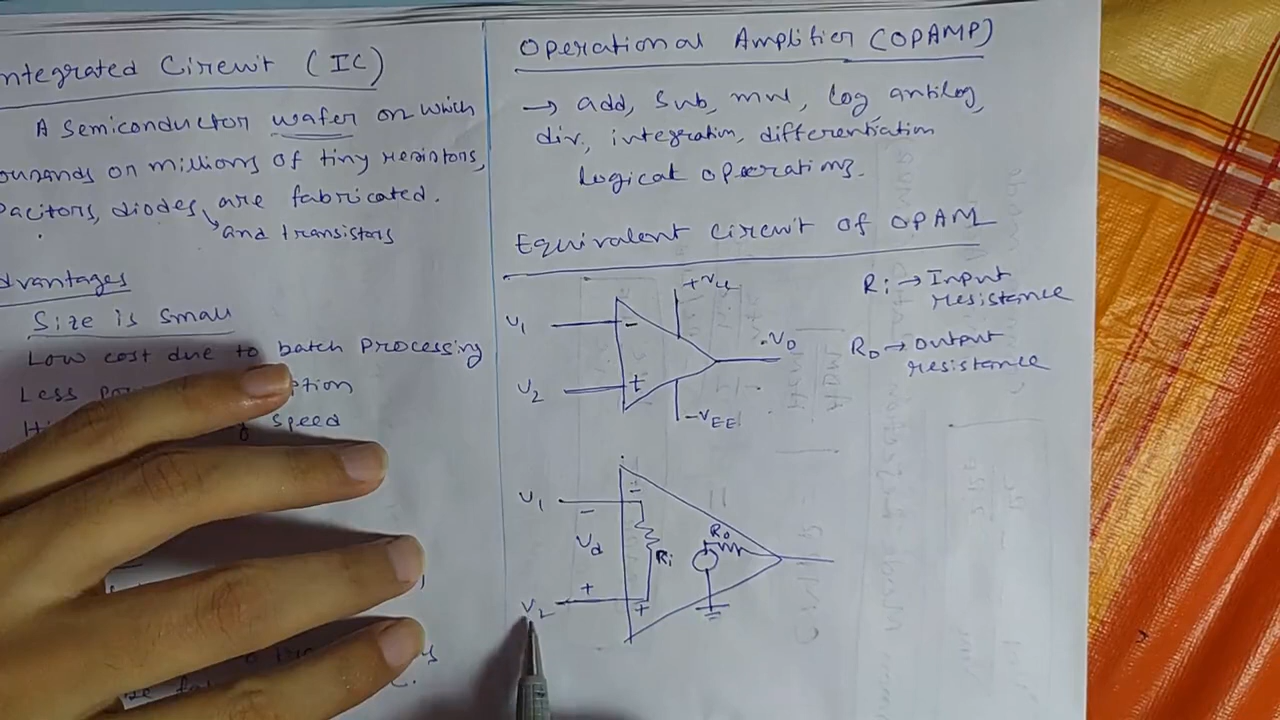 ntegrated Circuit (IC)
A Semiconductor wafer on which
ousands or millions of tiny resistors,
pacitors, diodes are fabricated.
and transistors
dvantages
Size is small
Low cost due to batch processing
Less
speed
Operational Amplifier (OPAMP)
→ add, sub, mul, log antilog,
div, integration, differentiation
logical operations.
Equivalent circuit of OPAM
V1
-
V2
+
+VCC
-VEE
.VO
Ri → Input
resistance
RO → Output
resistance
V1
-
-
Vd
Ri
Ro
+
+
V2